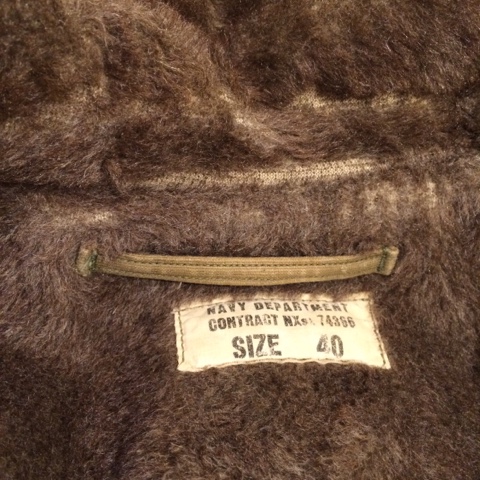 NAVY DEPARTMENT
CONTRACT NXs: 74366
SIZE 40